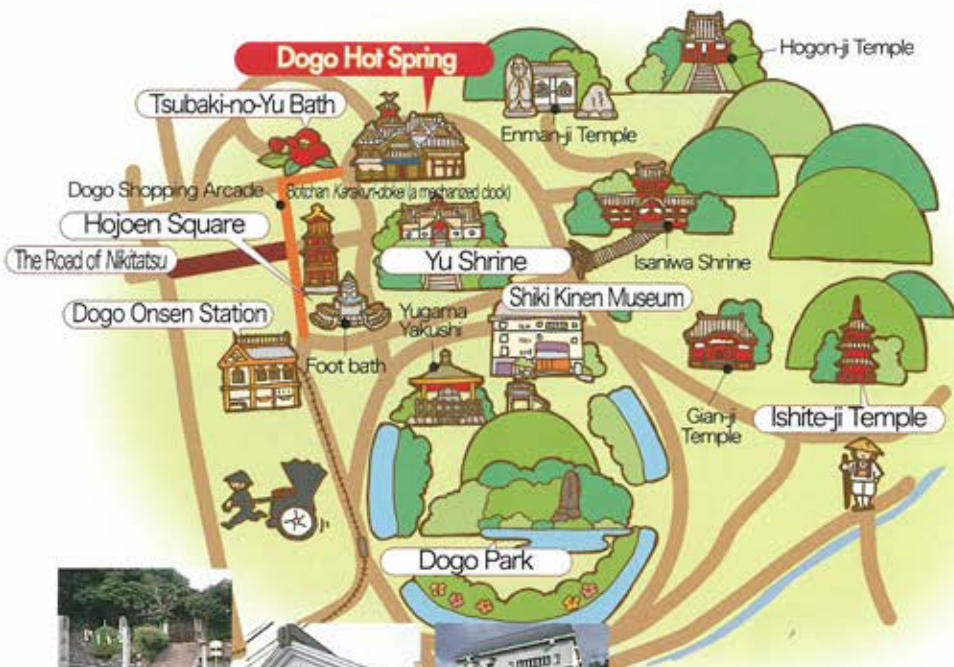 Dogo Hot Spring
Hogon-ji Temple
Tsubaki-no-Yu Bath
Enman-ji Temple
Dogo Shopping Arcade
Botchan Karakuri-dokei (a mechanized clock)
Hojoen Square
The Road of Nikitatsu
Yu Shrine
Isaniwa Shrine
Shiki Kinen Museum
Dogo Onsen Station
Yugama
Yakushi
Foot bath
Gian-ji
Temple
Ishite-ji Temple
Dogo Park